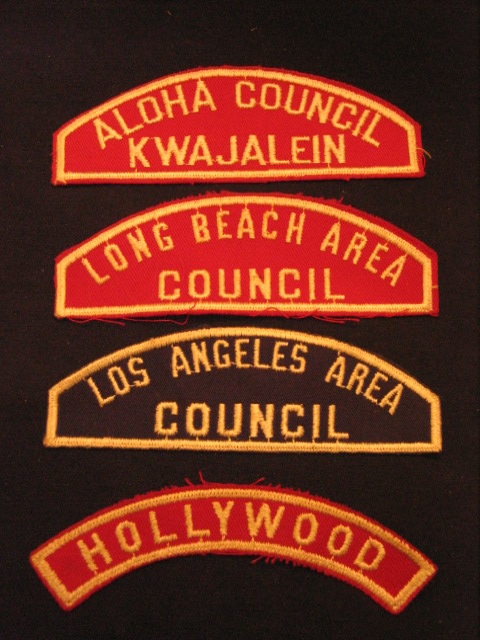 ALOHA COUNCIL
KWAJALEIN
LONG BEACH AREA
COUNCIL
LOS ANGELES AREA
COUNCIL
HOLLYWOOD